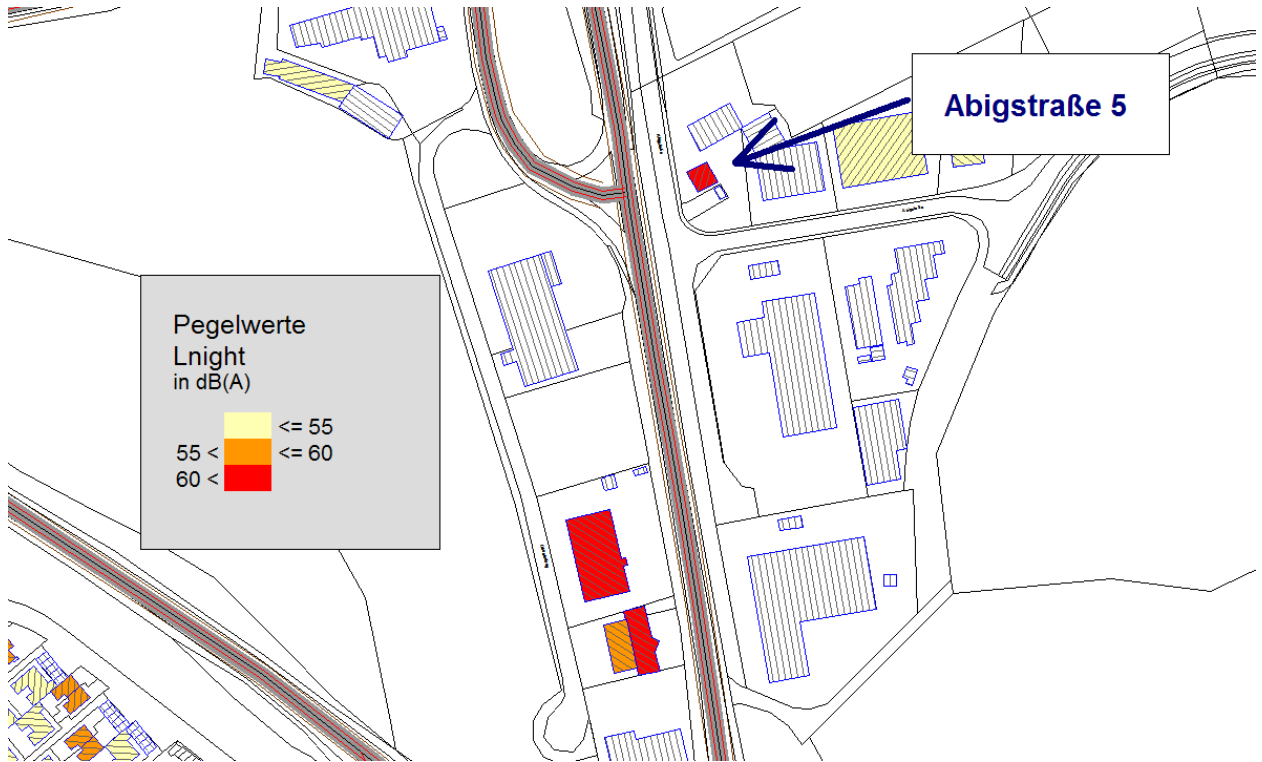 Abigstraße 5
Pegelwerte
Lnight
in dB(A)
<= 55
55 < <= 60
60 <